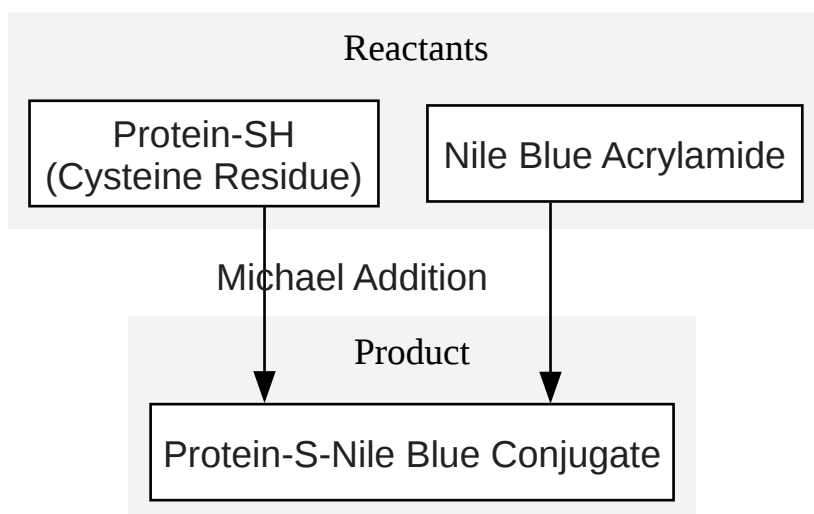 Reactants
Protein-SH
(Cysteine Residue)
Nile Blue Acrylamide
Michael Addition
Product
Protein-S-Nile Blue Conjugate